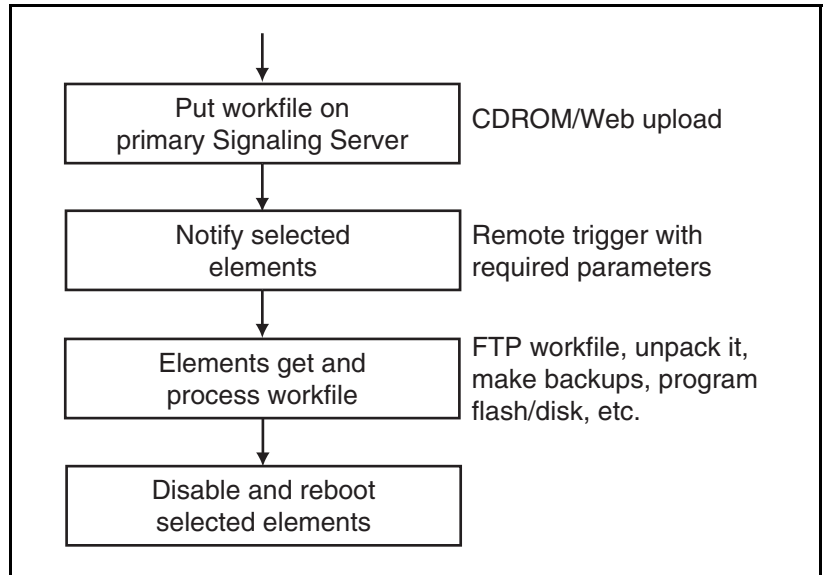 Put workfile on
primary Signaling Server
CDROM/Web upload
Notify selected
elements
Remote trigger with
required parameters
Elements get and
process workfile
FTP workfile, unpack it,
make backups, program
flash/disk, etc.
Disable and reboot
selected elements